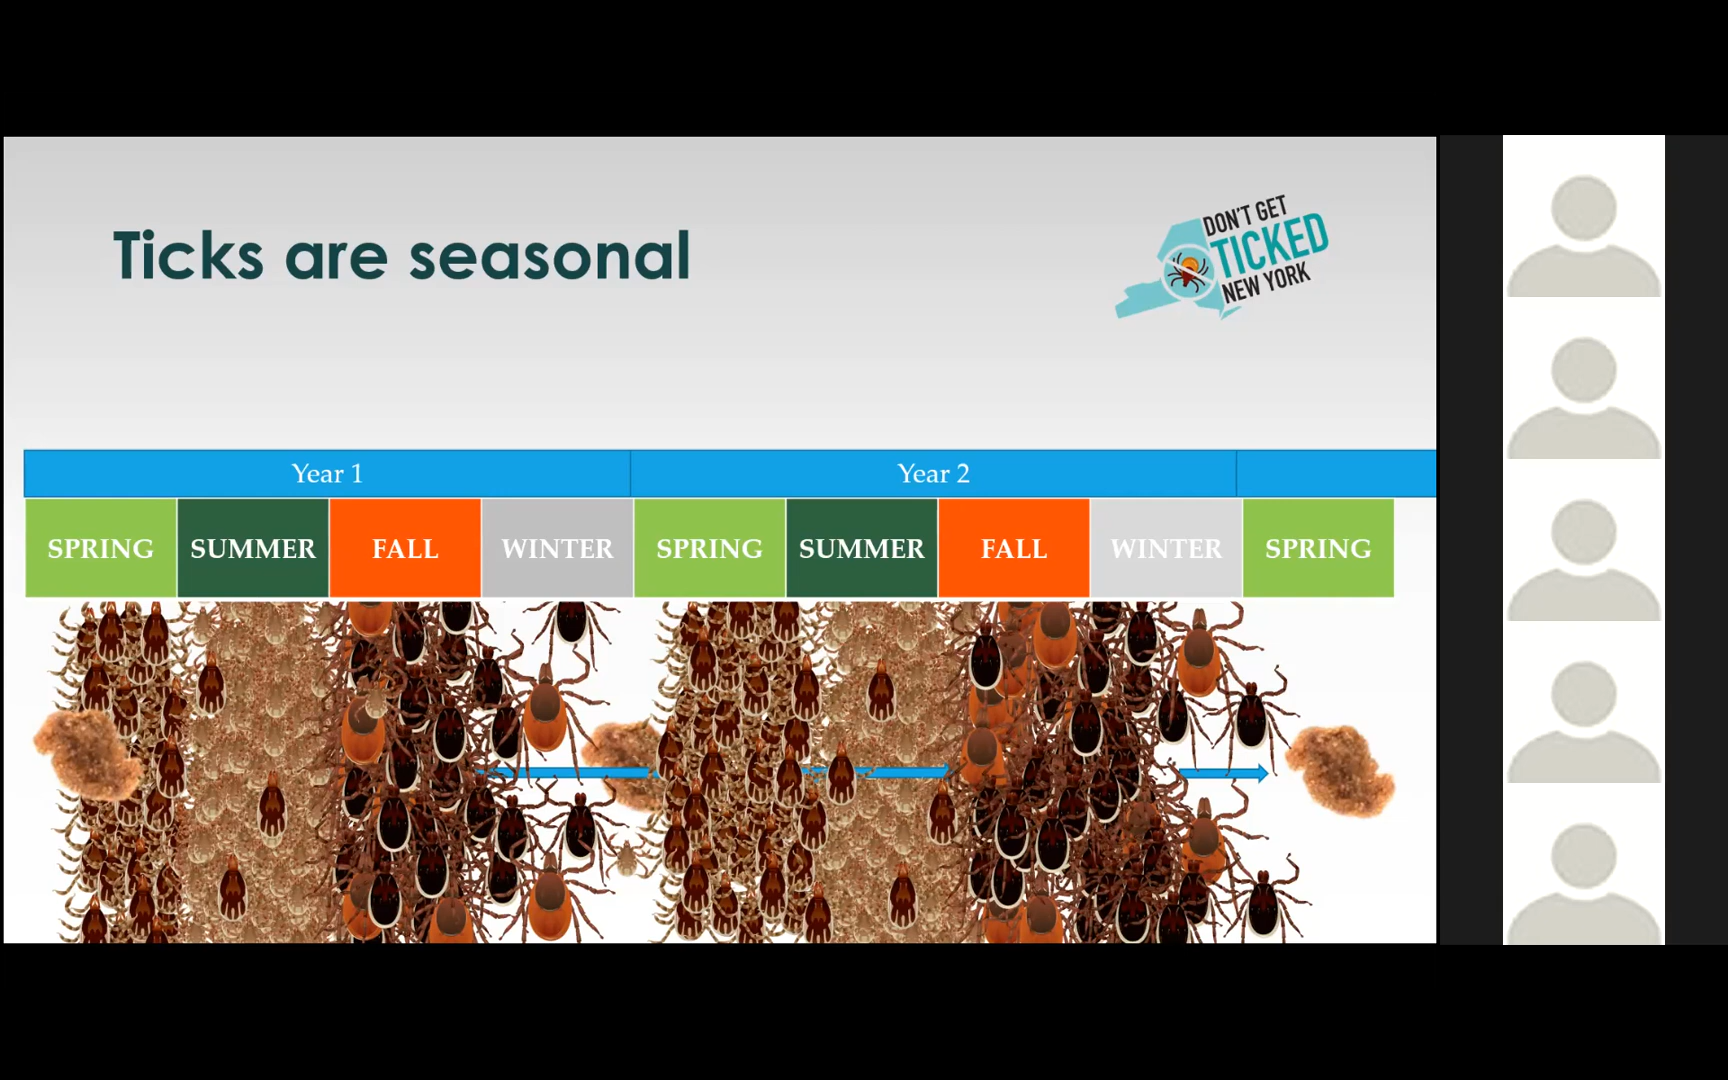 Ticks are seasonal
DON'T GET
TICKED
NEW YORK
Year 1
Year 2
SPRING
SUMMER
FALL
WINTER
SPRING
SUMMER
FALL
WINTER
SPRING